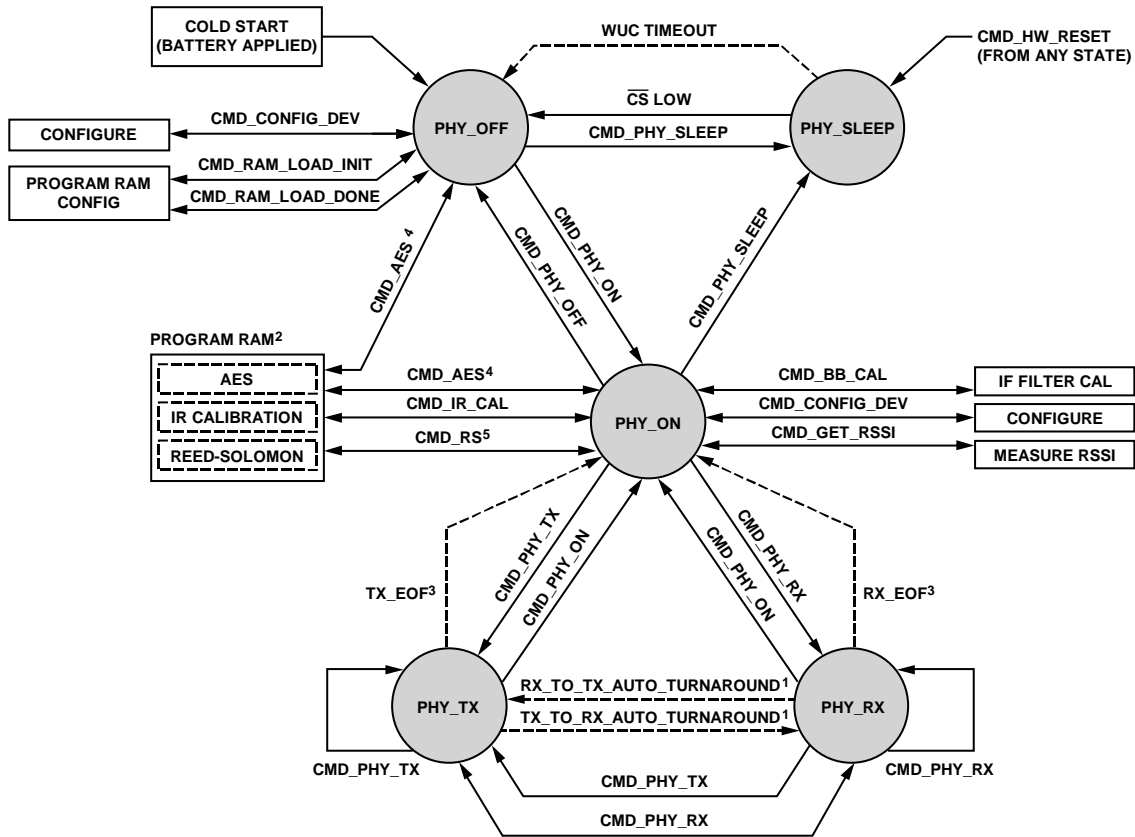 COLD START
(BATTERY APPLIED)
WUC TIMEOUT
CMD_HW_RESET
(FROM ANY STATE)
CS LOW
PHY_OFF
PHY_SLEEP
CMD_PHY_SLEEP
CONFIGURE
CMD_CONFIG_DEV
CMD_RAM_LOAD_INIT
PROGRAM RAM
CONFIG
CMD_RAM_LOAD_DONE
CMD_AES 4
CMD_PHY_OFF
CMD_PHY_ON
CMD_PHY_SLEEP
PROGRAM RAM2
AES
IR CALIBRATION
REED-SOLOMON
CMD_AES4
CMD_IR_CAL
CMD_RS5
PHY_ON
CMD_BB_CAL
CMD_CONFIG_DEV
CMD_GET_RSSI
IF FILTER CAL
CONFIGURE
MEASURE RSSI
TX_EOF3
CMD_PHY_TX
CMD_PHY_ON
CMD_PHY_ON
CMD_PHY_RX
RX_EOF3
PHY_TX
RX_TO_TX_AUTO_TURNAROUND1
TX_TO_RX_AUTO_TURNAROUND1
PHY_RX
CMD_PHY_TX
CMD_PHY_TX
CMD_PHY_RX
CMD_PHY_RX